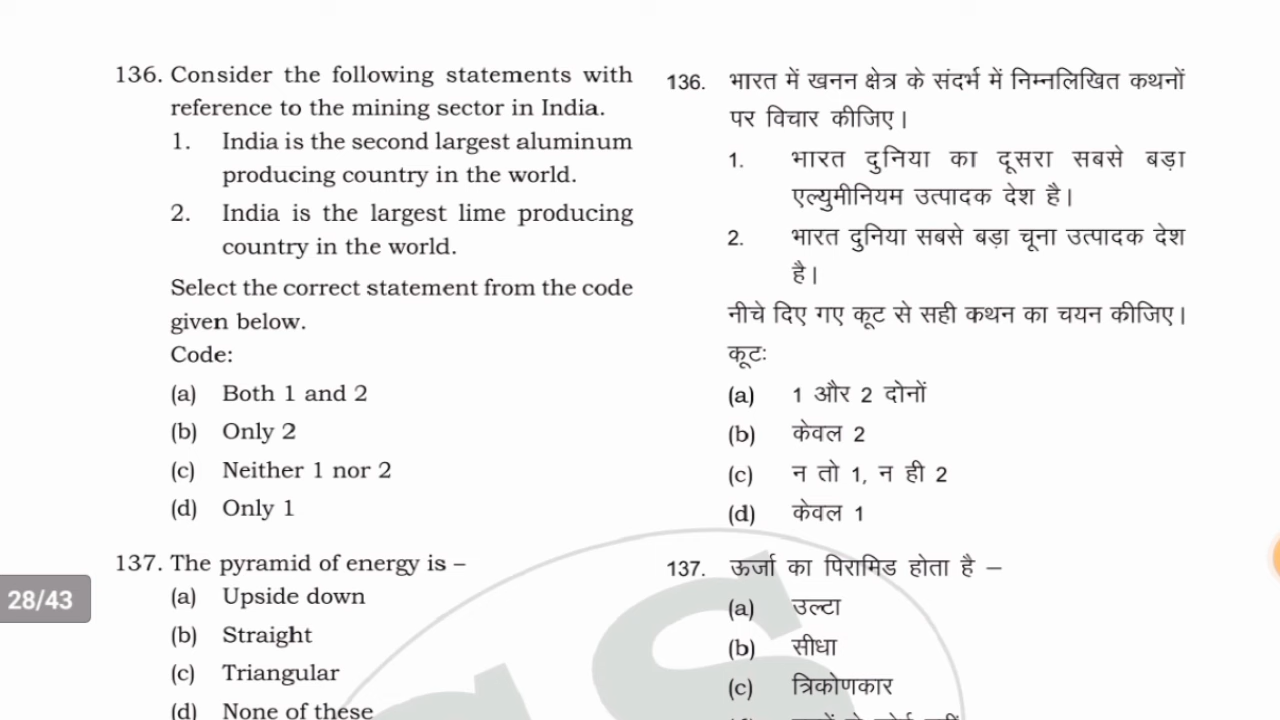 136. Consider the following statements with
reference to the mining sector in India.
1. India is the second largest aluminum
producing country in the world.
2. India is the largest lime producing
country in the world.
Select the correct statement from the code
given below.
Code:
(a) Both 1 and 2
(b) Only 2
(c) Neither 1 nor 2
(d) Only 1
137. The pyramid of energy is –
(a) Upside down
(b) Straight
(c) Triangular
(d) None of these
136. भारत में खनन क्षेत्र के संदर्भ में निम्नलिखित कथनों
पर विचार कीजिए।
1. भारत दुनिया का दूसरा सबसे बड़ा
एल्युमीनियम उत्पादक देश है।
2. भारत दुनिया सबसे बड़ा चूना उत्पादक देश
है।
नीचे दिए गए कूट से सही कथन का चयन कीजिए।
कूटः
(a) 1 और 2 दोनों
(b) केवल 2
(c) न तो 1, न ही 2
(d) केवल 1
137. ऊर्जा का पिरामिड होता है –
(a) उल्टा
(b) सीधा
(c) त्रिकोणकार
28/43